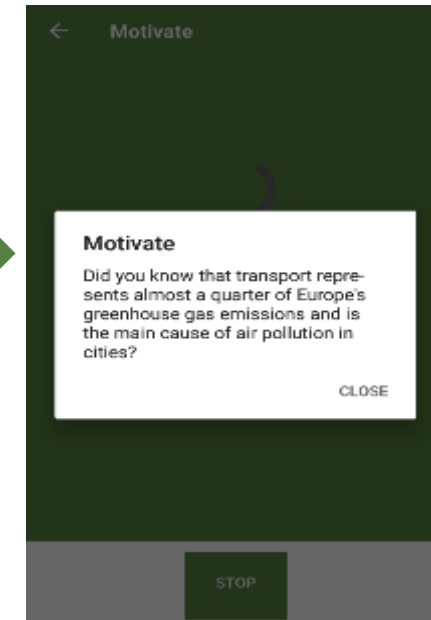 Motivate
Motivate
Did you know that transport repre-
sents almost a quarter of Europe's
greenhouse gas emissions and is
the main cause of air pollution in
cities?
CLOSE
STOP